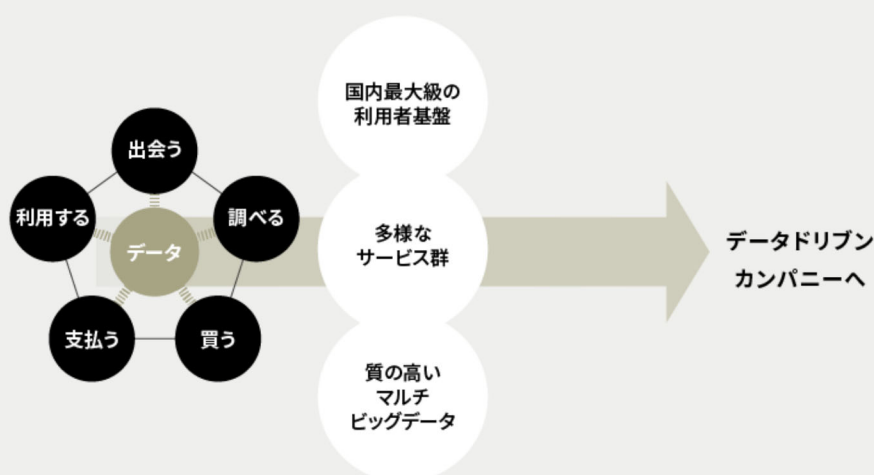 出会う
利用する
調べる
データ
支払う
買う
国内最大級の
利用者基盤
多様な
サービス群
質の高い
マルチ
ビッグデータ
データドリブン
カンパニーへ